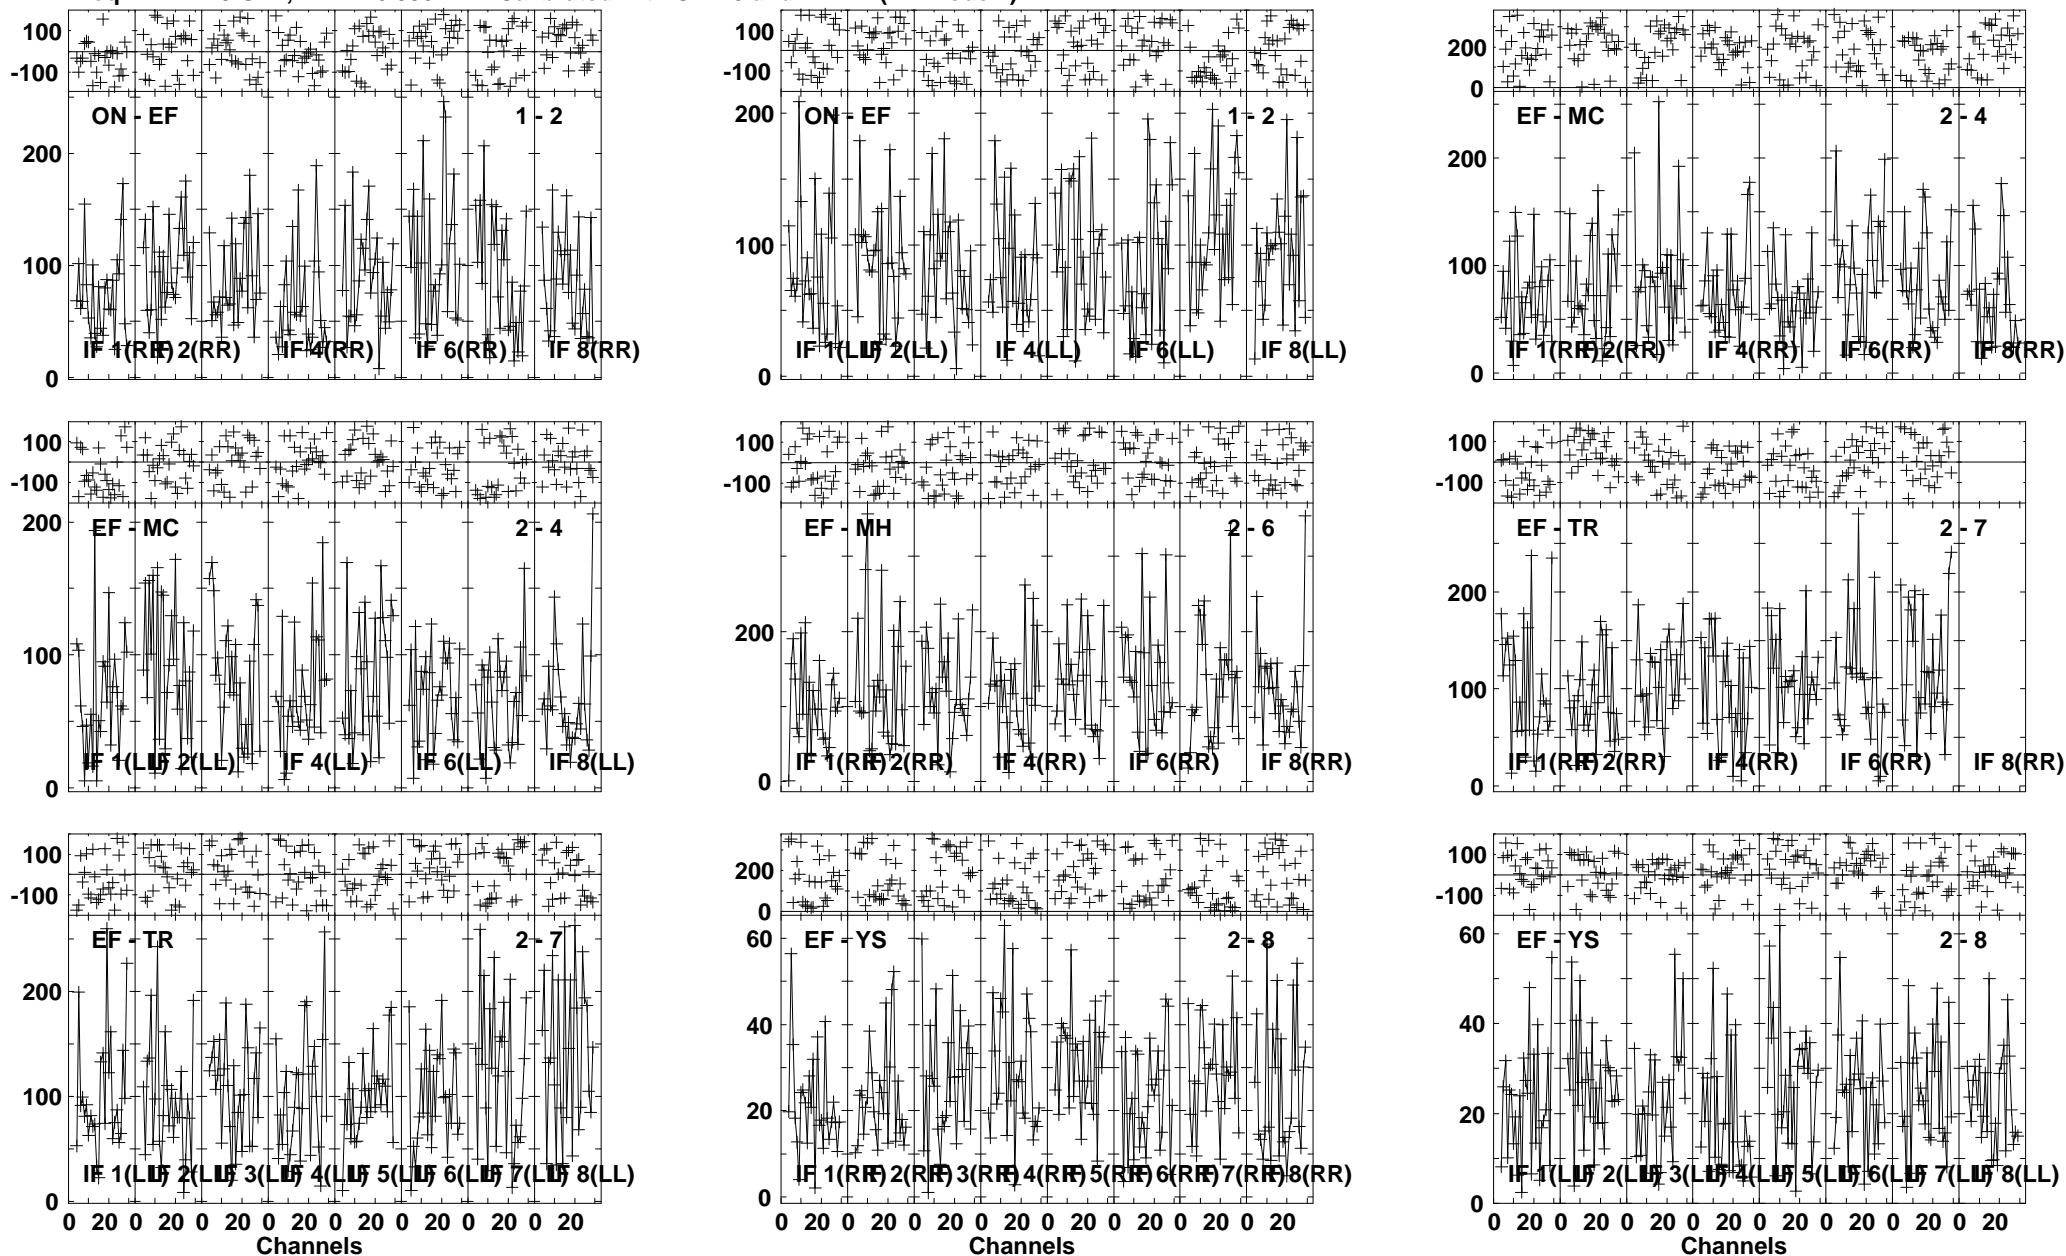 100
-100
ON - EF 1 - 2
200
100
0
IF 1(RR) IF 2(RR) IF 4(RR) IF 6(RR) IF 8(RR)
100
-100
ON - EF 1 - 2
200
100
0
IF 1(LL) IF 2(LL) IF 4(LL) IF 6(LL) IF 8(LL)
200
0
EF - MC 2 - 4
200
100
0
IF 1(RR) IF 2(RR) IF 4(RR) IF 6(RR) IF 8(RR)
100
-100
EF - MC 2 - 4
200
100
0
IF 1(LL) IF 2(LL) IF 4(LL) IF 6(LL) IF 8(LL)
100
-100
EF - MH 2 - 6
200
0
IF 1(RR) IF 2(RR) IF 4(RR) IF 6(RR) IF 8(RR)
100
-100
EF - TR 2 - 7
200
100
0
IF 1(RR) IF 2(RR) IF 4(RR) IF 6(RR) IF 8(RR)
100
-100
EF - TR 2 - 7
200
100
0
IF 1(LL) IF 2(LL) IF 3(LL) IF 4(LL) IF 5(LL) IF 6(LL) IF 7(LL) IF 8(LL)
0 20 0 20 0 20 0 20 0 20 0 20 0 20 0 20
Channels
200
0
EF - YS 2 - 8
60
40
20
0
IF 1(RR) IF 2(RR) IF 3(RR) IF 4(RR) IF 5(RR) IF 6(RR) IF 7(RR) IF 8(RR)
0 20 0 20 0 20 0 20 0 20 0 20 0 20 0 20
Channels
100
-100
EF - YS 2 - 8
60
40
20
0
IF 1(LL) IF 2(LL) IF 3(LL) IF 4(LL) IF 5(LL) IF 6(LL) IF 7(LL) IF 8(LL)
0 20 0 20 0 20 0 20 0 20 0 20 0 20 0 20
Channels